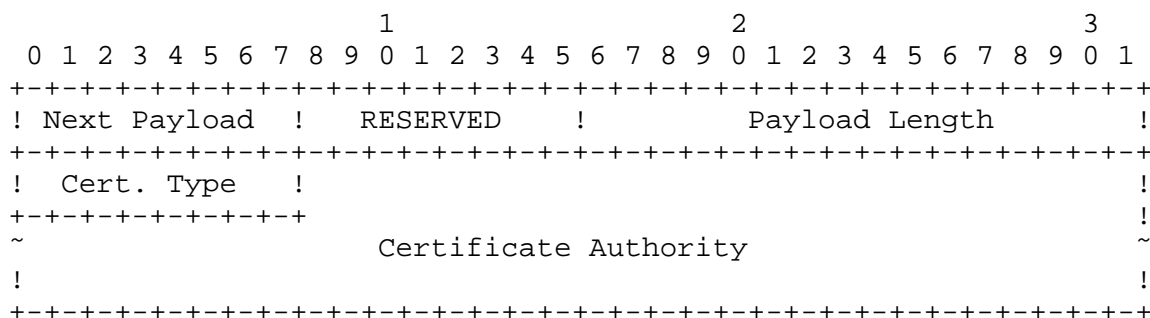 1                   2                   3
 0 1 2 3 4 5 6 7 8 9 0 1 2 3 4 5 6 7 8 9 0 1 2 3 4 5 6 7 8 9 0 1
+-+-+-+-+-+-+-+-+-+-+-+-+-+-+-+-+-+-+-+-+-+-+-+-+-+-+-+-+-+-+-+-+
! Next Payload  !   RESERVED    !         Payload Length        !
+-+-+-+-+-+-+-+-+-+-+-+-+-+-+-+-+-+-+-+-+-+-+-+-+-+-+-+-+-+-+-+-+
!  Cert. Type   !                                               !
+-+-+-+-+-+-+-+-+                                               !
~                    Certificate Authority                      ~
!                                                               !
+-+-+-+-+-+-+-+-+-+-+-+-+-+-+-+-+-+-+-+-+-+-+-+-+-+-+-+-+-+-+-+-+